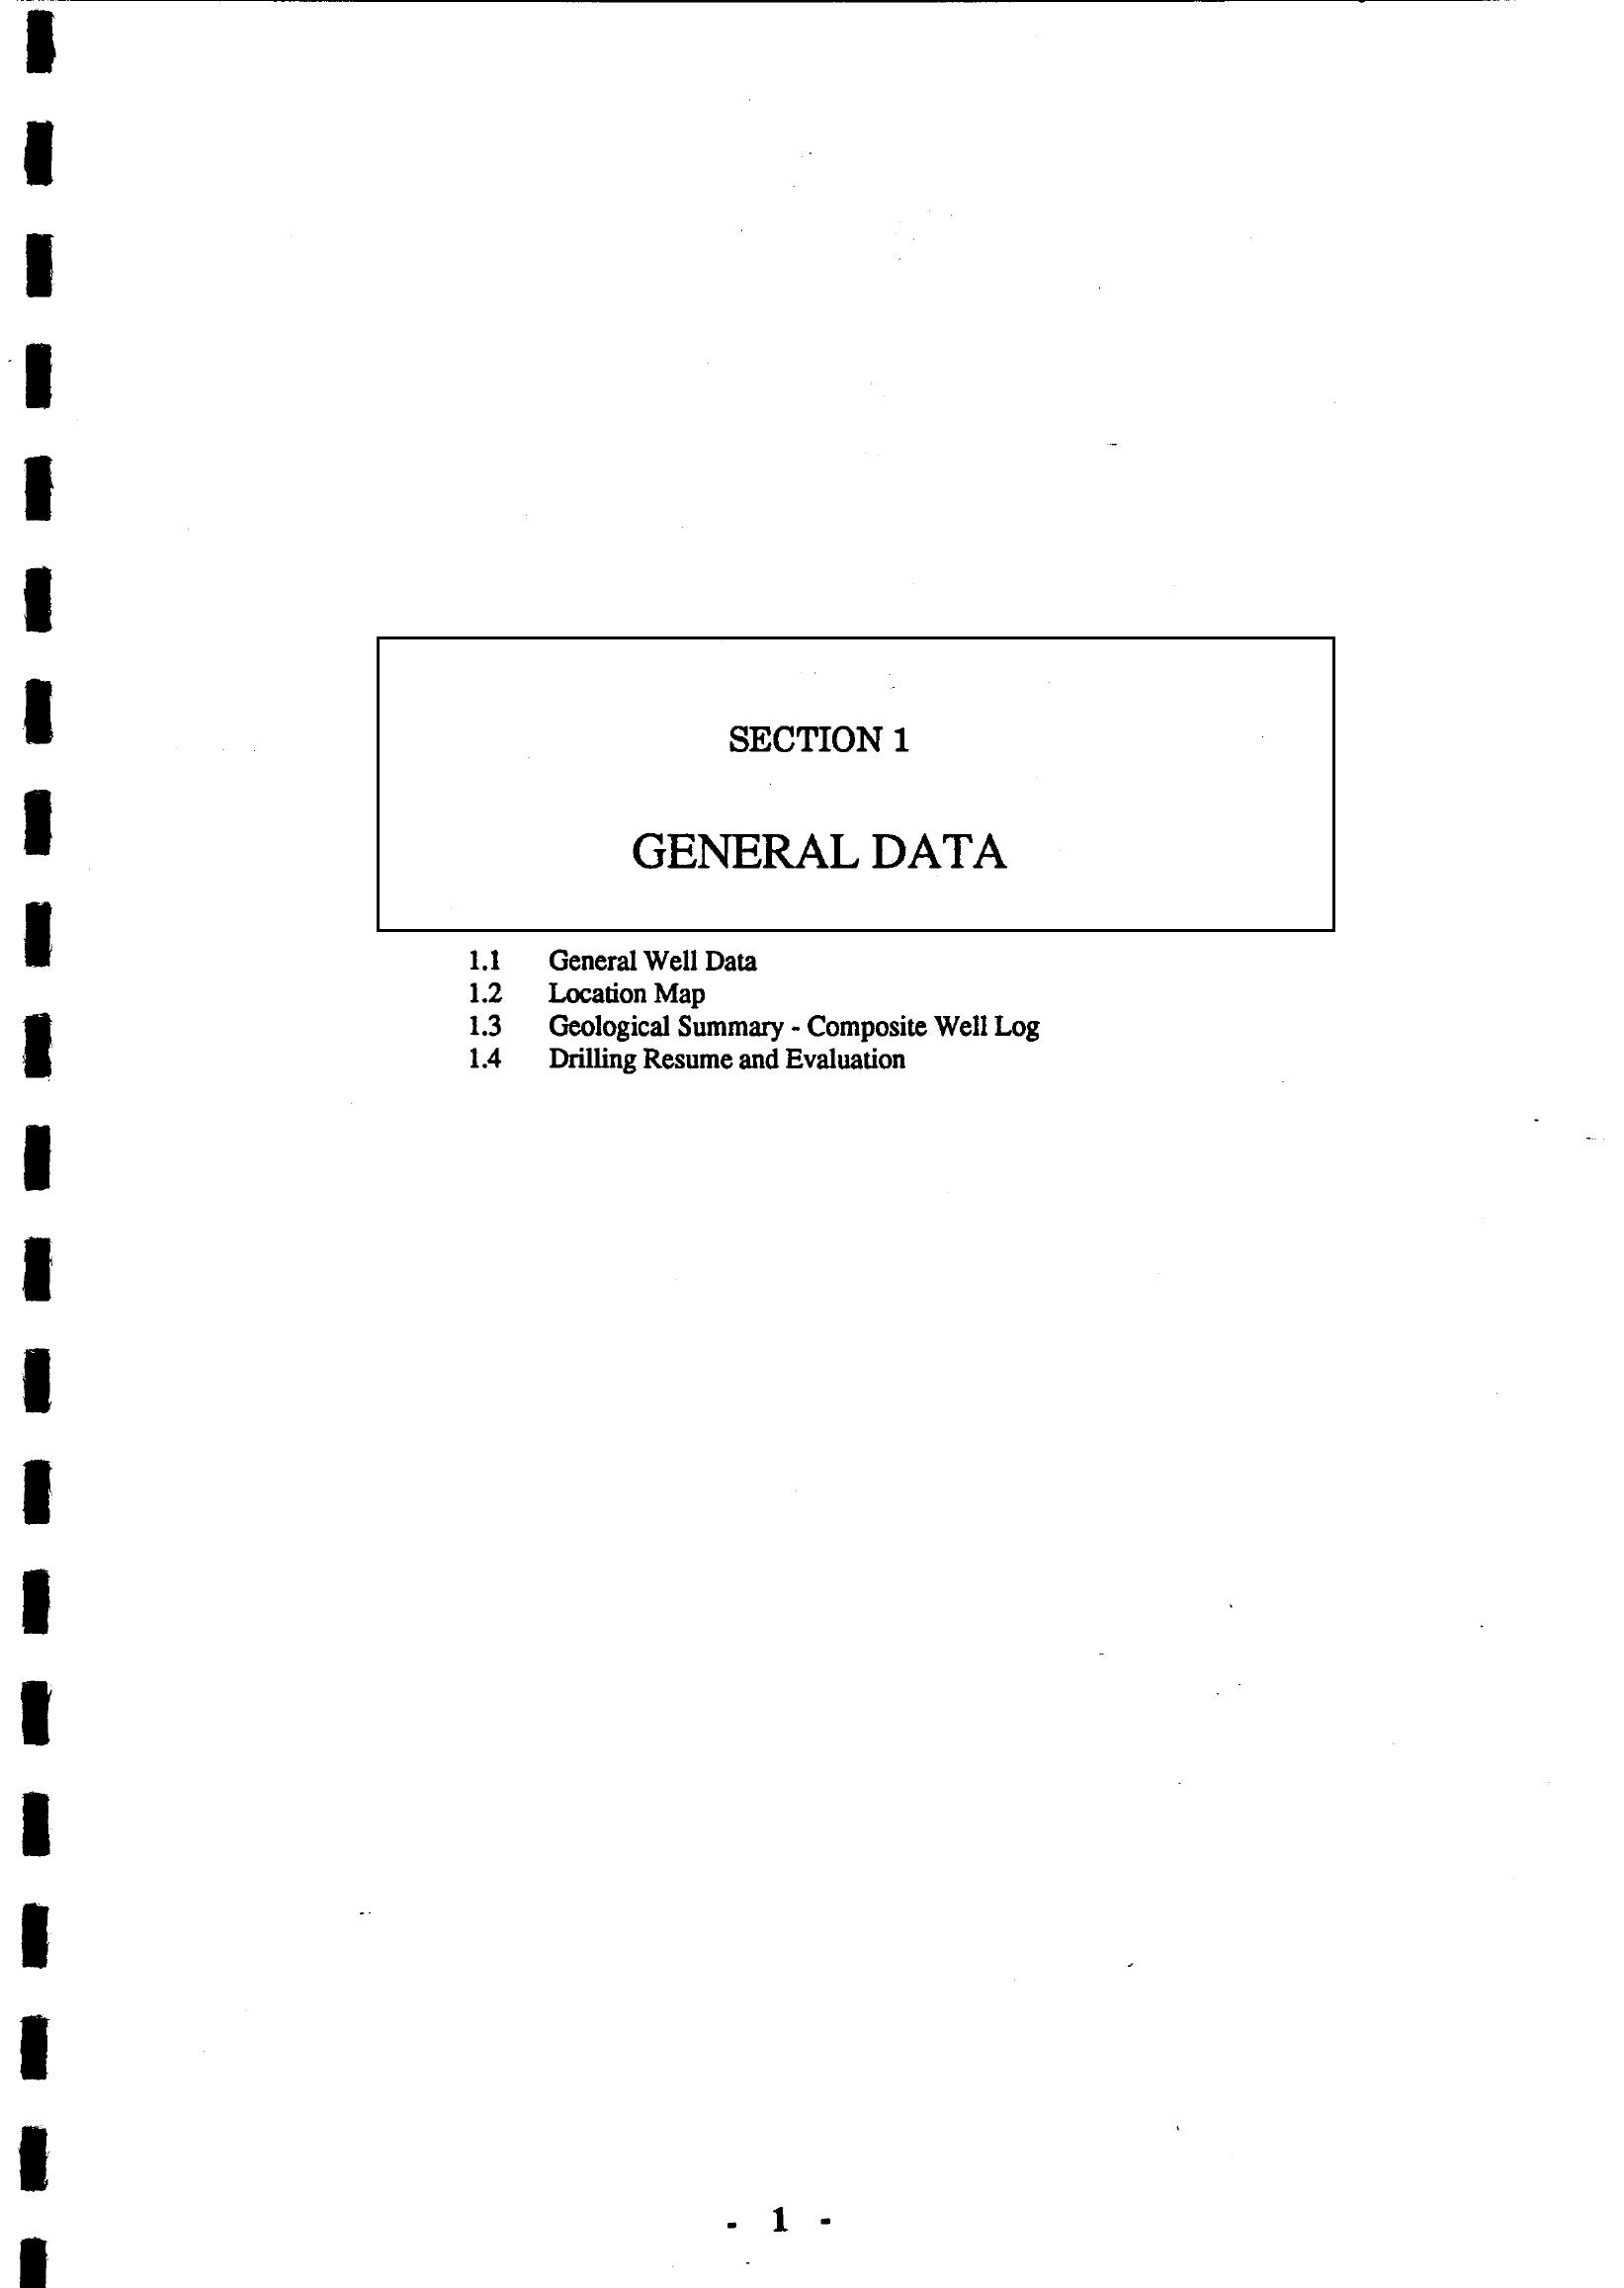 SECTION 1
GENERAL DATA
1.1 General Well Data
1.2 Location Map
1.3 Geological Summary - Composite Well Log
1.4 Drilling Resume and Evaluation
- 1 -